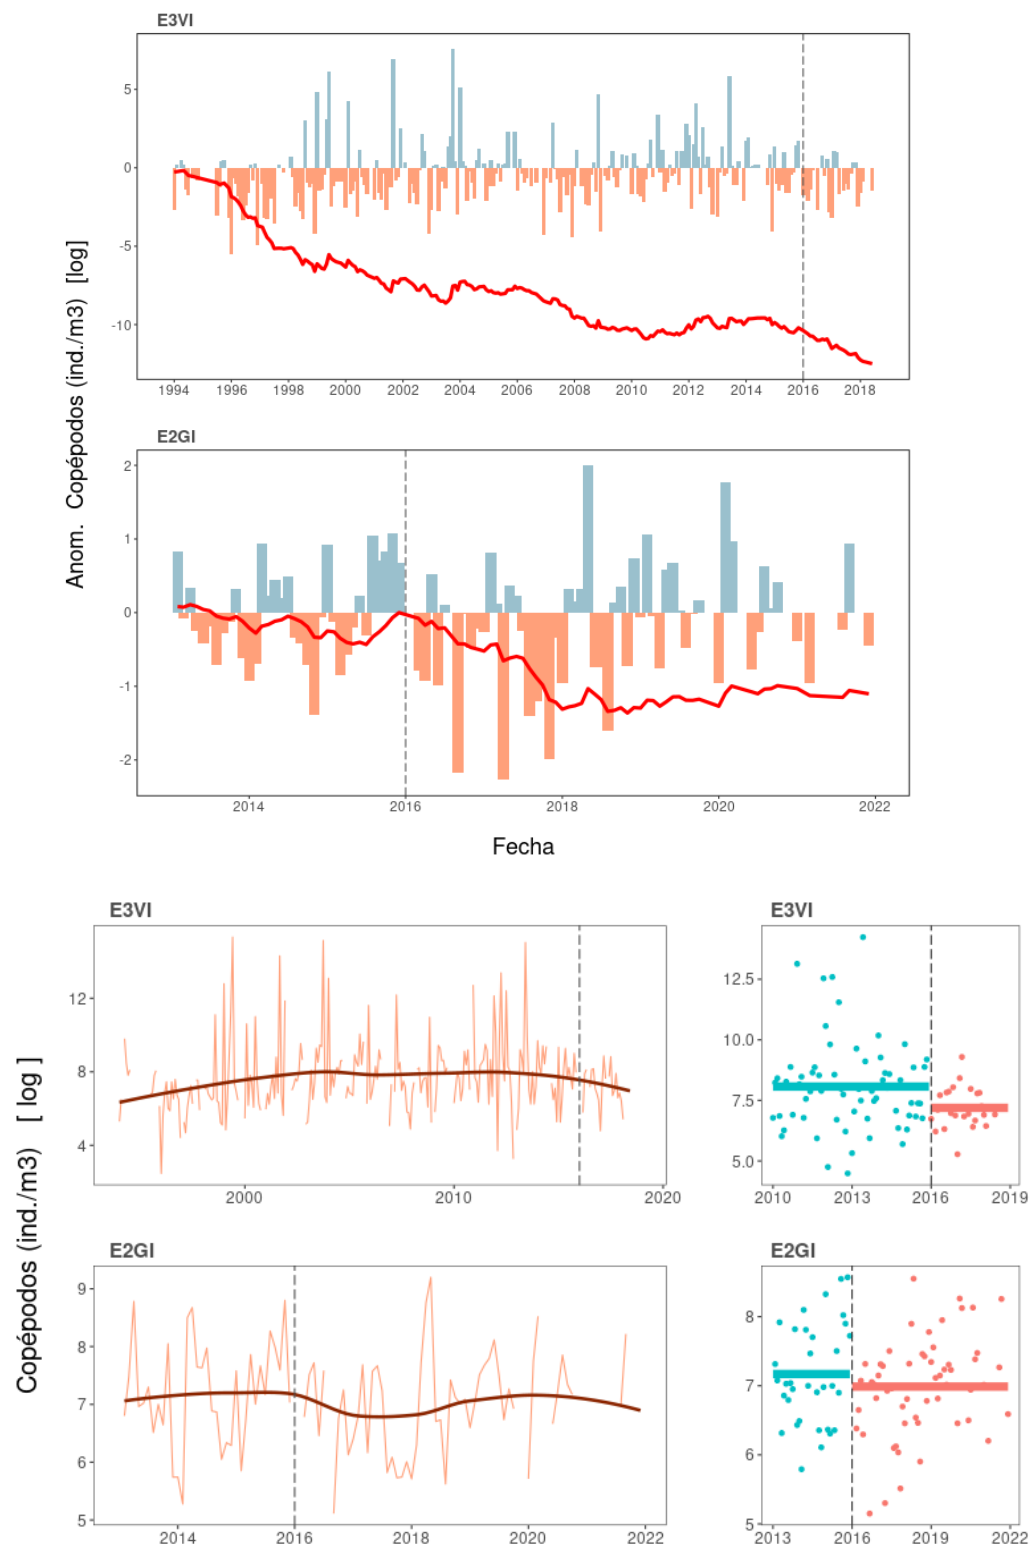 E3VI
5
0
-5
-10
1994 1996 1998 2000 2002 2004 2006 2008 2010 2012 2014 2016 2018
Anom. Copépodos (ind./m3) [log]
E2GI
2
1
0
-1
-2
2014 2016 2018 2020 2022
Fecha
E3VI
12
8
4
2000 2010 2020
E3VI
12.5
10.0
7.5
5.0
2010 2013 2016 2019
Copépodos (ind./m3) [ log ]
E2GI
9
8
7
6
5
2014 2016 2018 2020 2022
E2GI
8
7
6
5
2013 2016 2019 2022